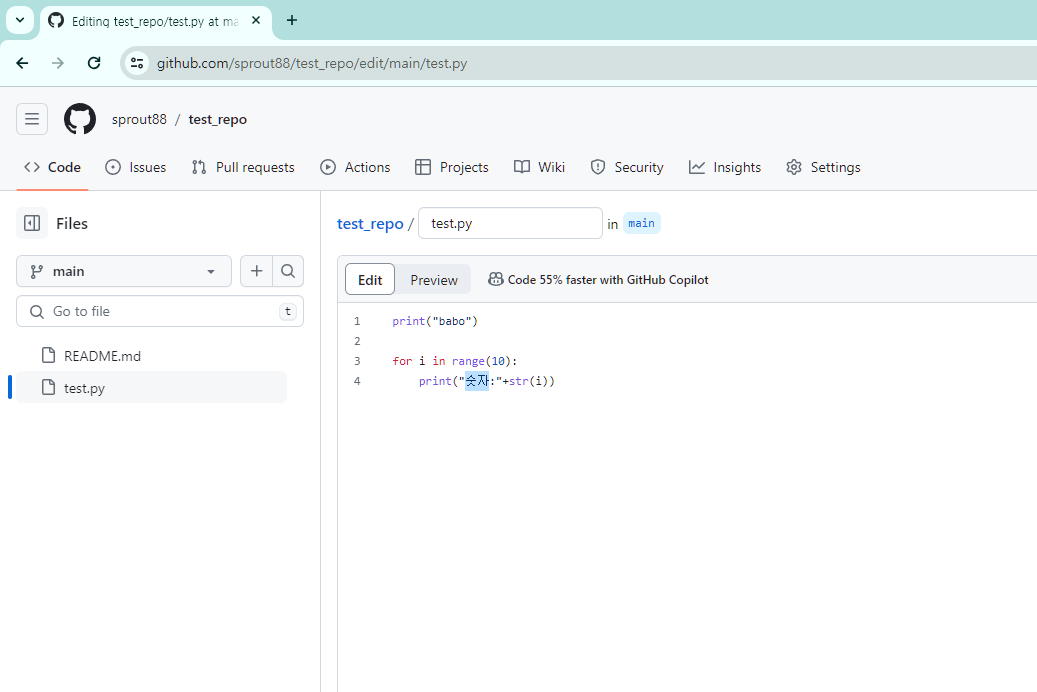 Editing test_repo/test.py at ma
github.com/sprout88/test_repo/edit/main/test.py
sprout88 / test_repo
Code Issues Pull requests Actions Projects Wiki Security Insights Settings
Files
main
Go to file t
README.md
test.py
test_repo / test.py in main
Edit Preview Code 55% faster with GitHub Copilot
1 print("babo")
2
3 for i in range(10):
4 print("숫자:"+str(i))